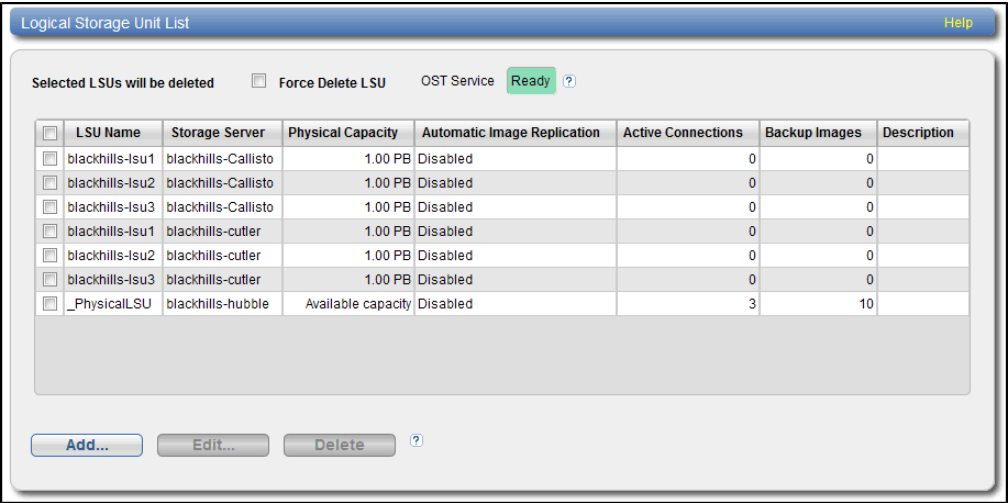 Logical Storage Unit List Help
Selected LSUs will be deleted Force Delete LSU OST Service Ready ?
LSU Name Storage Server Physical Capacity Automatic Image Replication Active Connections Backup Images Description
blackhills-lsu1 blackhills-Callisto 1.00 PB Disabled 0 0
blackhills-lsu2 blackhills-Callisto 1.00 PB Disabled 0 0
blackhills-lsu3 blackhills-Callisto 1.00 PB Disabled 0 0
blackhills-lsu1 blackhills-cutler 1.00 PB Disabled 0 0
blackhills-lsu2 blackhills-cutler 1.00 PB Disabled 0 0
blackhills-lsu3 blackhills-cutler 1.00 PB Disabled 0 0
_PhysicalLSU blackhills-hubble Available capacity Disabled 3 10
Add... Edit... Delete ?